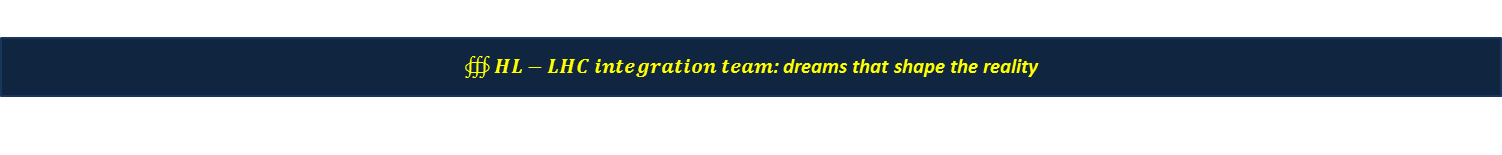 ∰ HL – LHC integration team: dreams that shape the reality